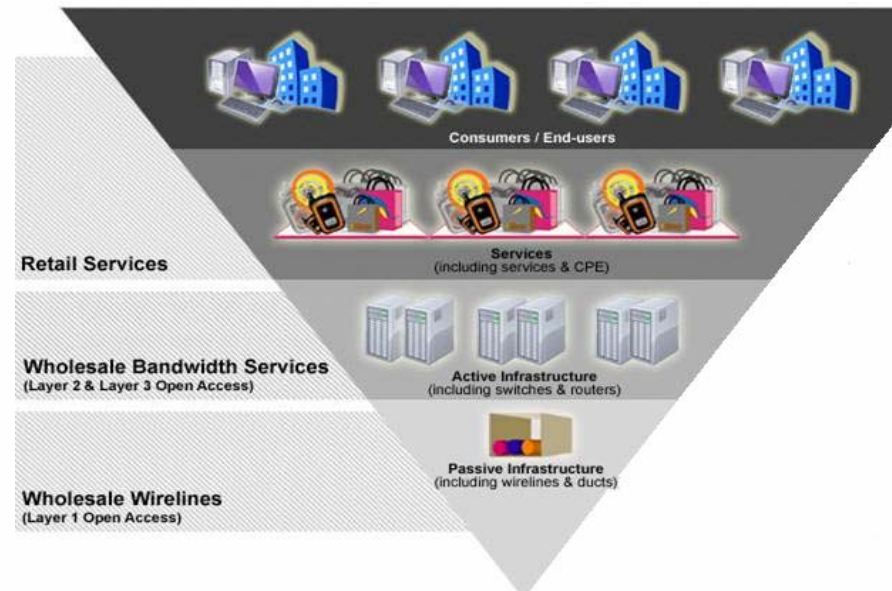 Consumers / End-users
Services
(including services & CPE)
Retail Services
Active Infrastructure
(including switches & routers)
Wholesale Bandwidth Services
(Layer 2 & Layer 3 Open Access)
Passive Infrastructure
(including wirelines & ducts)
Wholesale Wirelines
(Layer 1 Open Access)